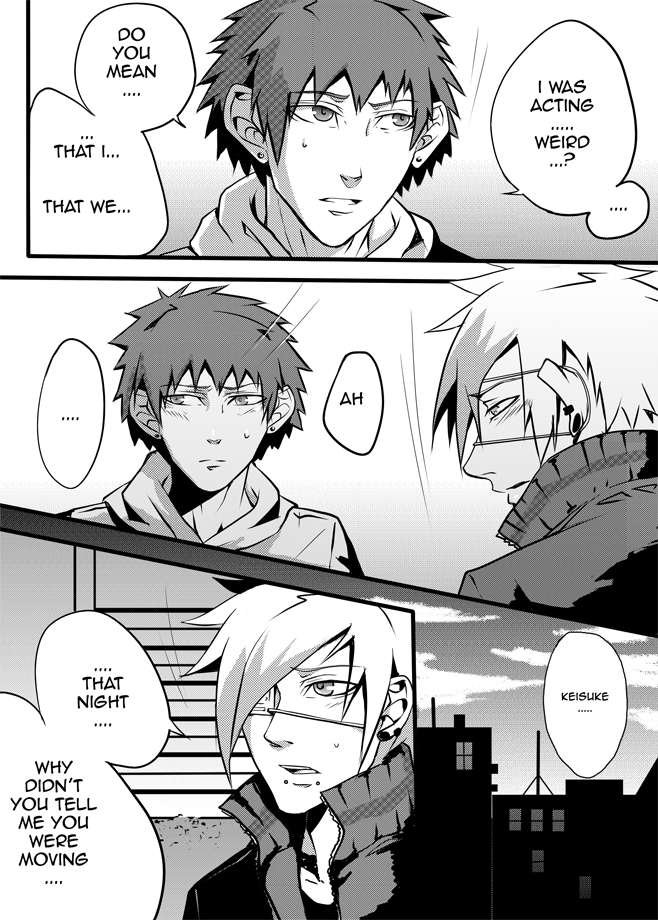 I WAS
ACTING
.....
WEIRD
...?
....
DO
YOU
MEAN
....
...
THAT I...
THAT WE...
AH
....
KEISUKE
.....
....
THAT
NIGHT
....
WHY
DIDN'T
YOU TELL
ME YOU
WERE
MOVING
....